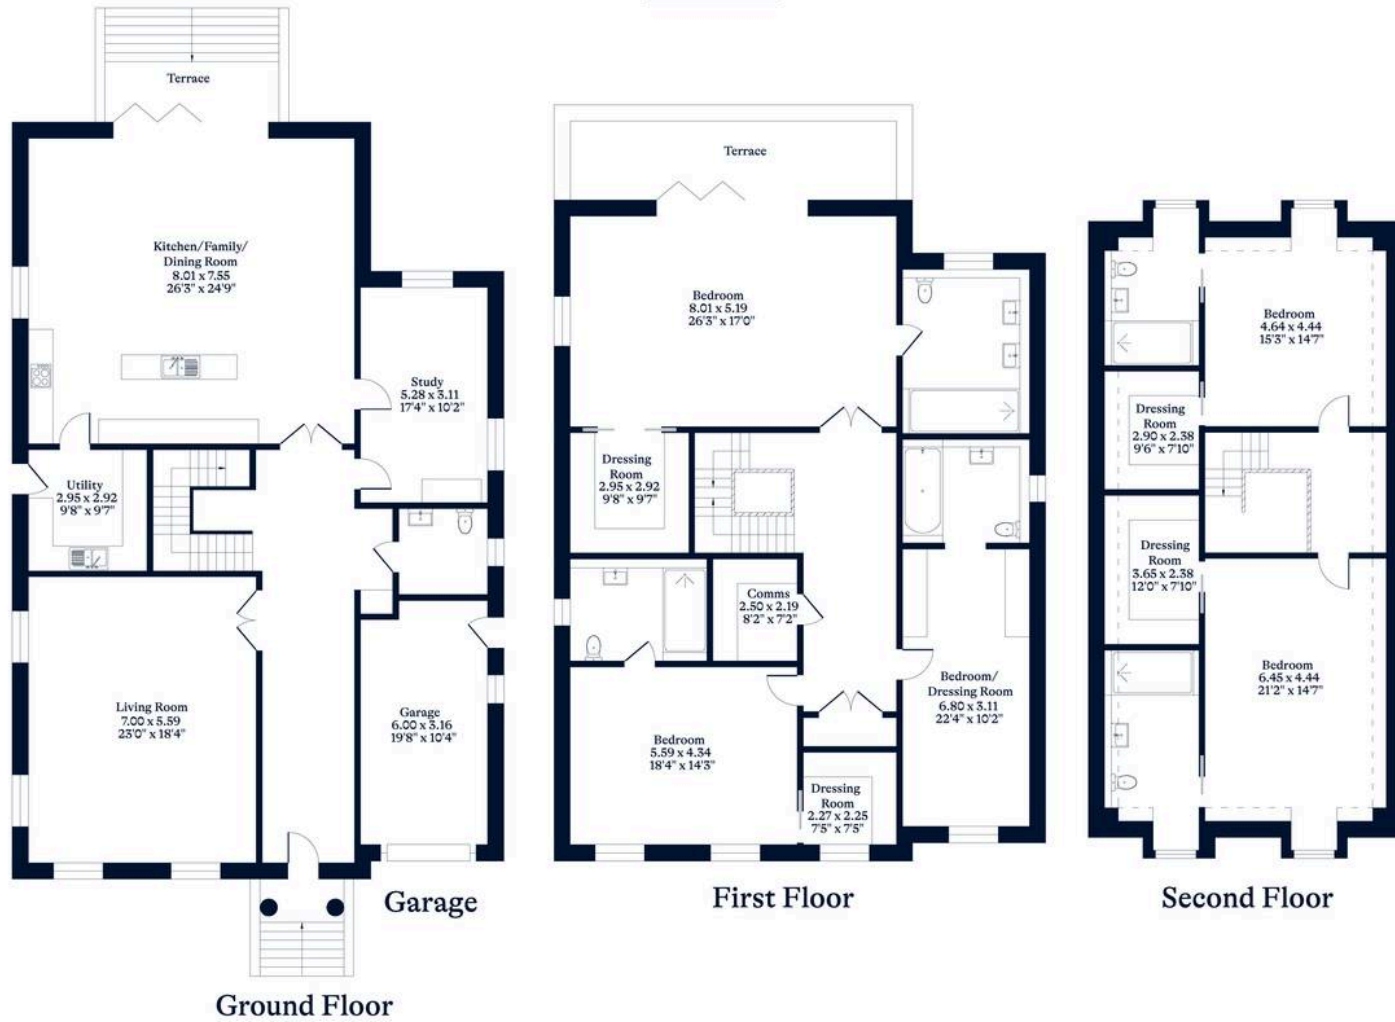 Terrace
Kitchen/Family/
Dining Room
8.01 x 7.55
26'3" x 24'9"
Study
5.28 x 3.11
17'4" x 10'2"
Utility
2.95 x 2.92
9'8" x 9'7"
Living Room
7.00 x 5.59
23'0" x 18'4"
Garage
6.00 x 3.16
19'8" x 10'4"
Garage
Ground Floor
Terrace
Bedroom
8.01 x 5.19
26'3" x 17'0"
Dressing
Room
2.95 x 2.92
9'8" x 9'7"
Comms
2.50 x 2.19
8'2" x 7'2"
Bedroom/
Dressing Room
6.80 x 3.11
22'4" x 10'2"
Bedroom
5.59 x 4.34
18'4" x 14'3"
Dressing
Room
2.27 x 2.25
7'5" x 7'5"
First Floor
Bedroom
4.64 x 4.44
15'3" x 14'7"
Dressing
Room
2.90 x 2.38
9'6" x 7'10"
Dressing
Room
3.65 x 2.38
12'0" x 7'10"
Bedroom
6.45 x 4.44
21'2" x 14'7"
Second Floor